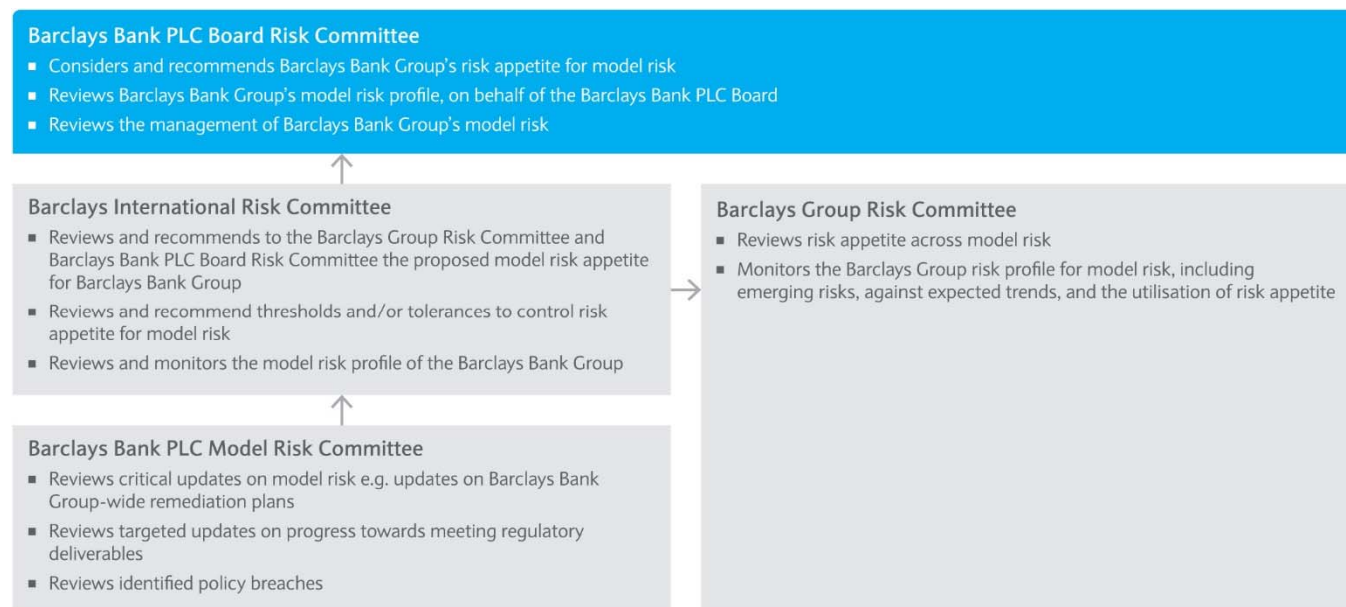 Barclays Bank PLC Board Risk Committee
▪ Considers and recommends Barclays Bank Group's risk appetite for model risk
▪ Reviews Barclays Bank Group's model risk profile, on behalf of the Barclays Bank PLC Board
▪ Reviews the management of Barclays Bank Group's model risk
Barclays International Risk Committee
▪ Reviews and recommends to the Barclays Group Risk Committee and
Barclays Bank PLC Board Risk Committee the proposed model risk appetite
for Barclays Bank Group
▪ Reviews and recommend thresholds and/or tolerances to control risk
appetite for model risk
▪ Reviews and monitors the model risk profile of the Barclays Bank Group
Barclays Group Risk Committee
▪ Reviews risk appetite across model risk
▪ Monitors the Barclays Group risk profile for model risk, including
emerging risks, against expected trends, and the utilisation of risk appetite
Barclays Bank PLC Model Risk Committee
▪ Reviews critical updates on model risk e.g. updates on Barclays Bank
Group-wide remediation plans
▪ Reviews targeted updates on progress towards meeting regulatory
deliverables
▪ Reviews identified policy breaches